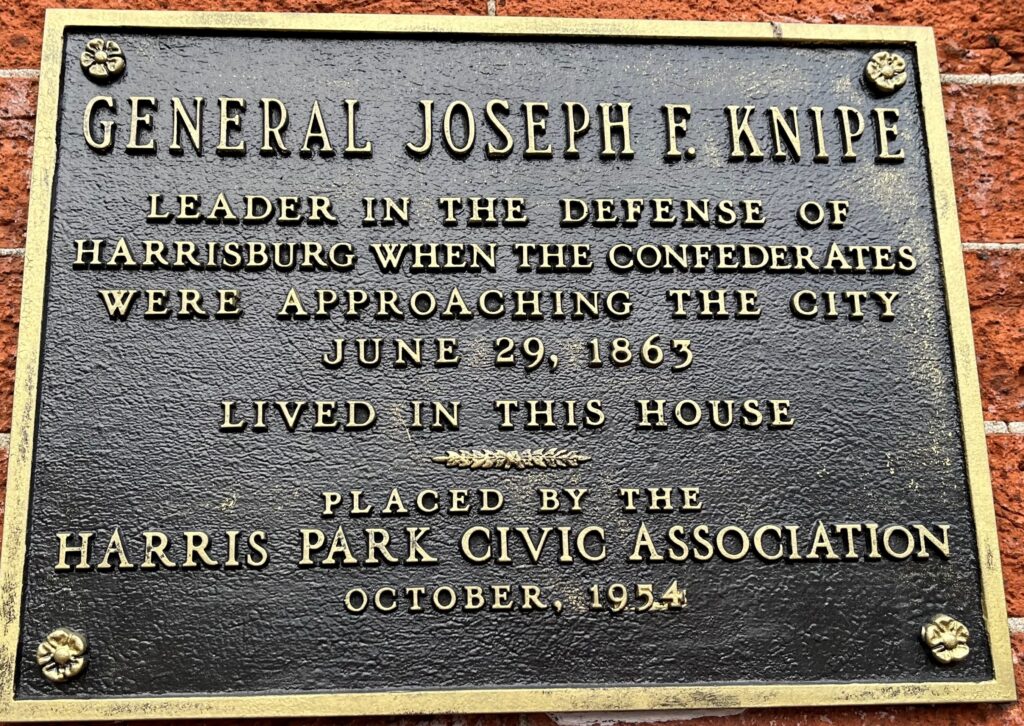 GENERAL JOSEPH F. KNIPE
LEADER IN THE DEFENSE OF
HARRISBURG WHEN THE CONFEDERATES
WERE APPROACHING THE CITY
JUNE 29, 1863
LIVED IN THIS HOUSE
PLACED BY THE
HARRIS PARK CIVIC ASSOCIATION
OCTOBER, 1954